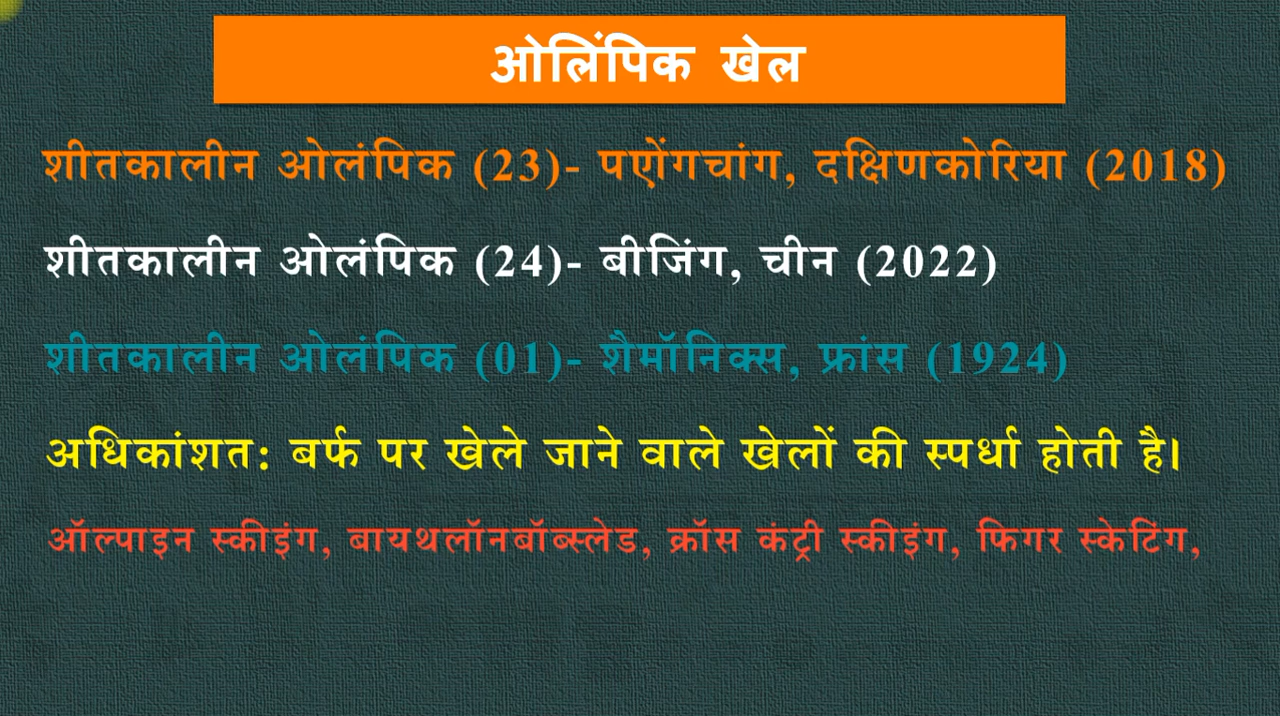 ओलिंपिक खेल
शीतकालीन ओलंपिक (23)- पएोंगचांग, दक्षिणकोरिया (2018)
शीतकालीन ओलंपिक (24)- बीजिंग, चीन (2022)
शीतकालीन ओलंपिक (01)- शैमॉनिक्स, फ्रांस (1924)
अधिकांशत: बर्फ पर खेले जाने वाले खेलों की स्पर्धा होती है।
ऑल्पाइन स्कीइंग, बायथलॉनबॉब्स्लेड, क्रॉस कंट्री स्कीइंग, फिगर स्केटिंग,